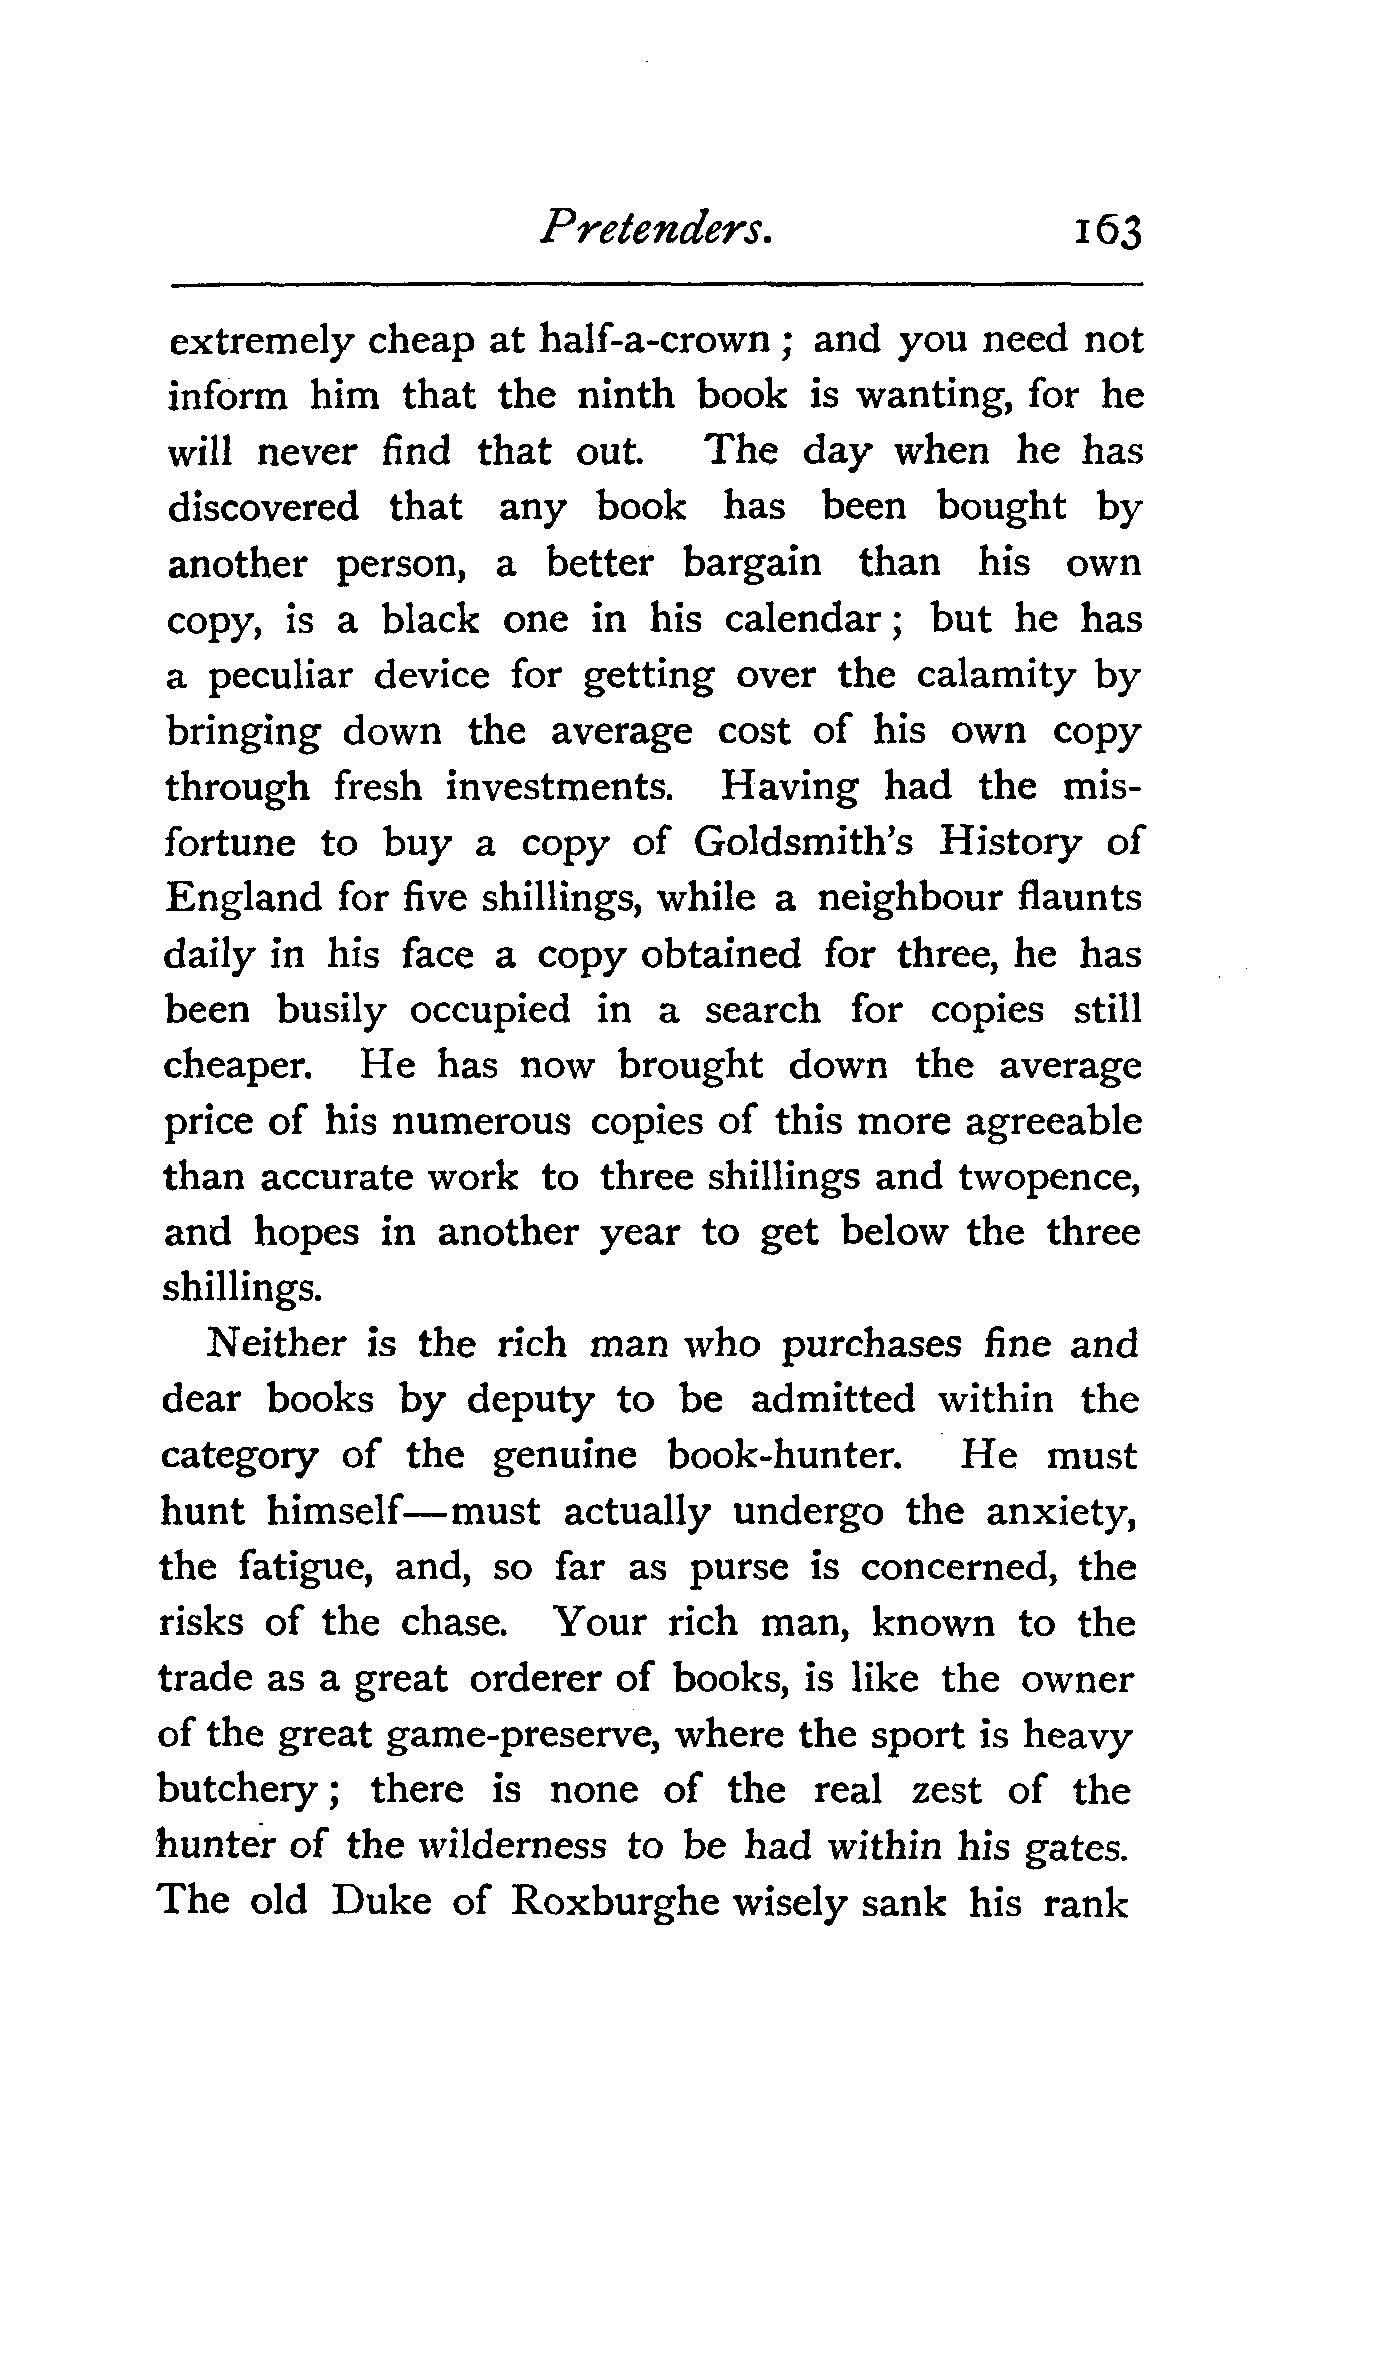 Pretenders. 163
extremely cheap at half-a-crown ; and you need not
inform him that the ninth book is wanting, for he
will never find that out. The day when he has
discovered that any book has been bought by
another person, a better bargain than his own
copy, is a black one in his calendar ; but he has
a peculiar device for getting over the calamity by
bringing down the average cost of his own copy
through fresh investments. Having had the mis-
fortune to buy a copy of Goldsmith's History of
England for five shillings, while a neighbour flaunts
daily in his face a copy obtained for three, he has
been busily occupied in a search for copies still
cheaper. He has now brought down the average
price of his numerous copies of this more agreeable
than accurate work to three shillings and twopence,
and hopes in another year to get below the three
shillings.
Neither is the rich man who purchases fine and
dear books by deputy to be admitted within the
category of the genuine book-hunter. He must
hunt himself—must actually undergo the anxiety,
the fatigue, and, so far as purse is concerned, the
risks of the chase. Your rich man, known to the
trade as a great orderer of books, is like the owner
of the great game-preserve, where the sport is heavy
butchery ; there is none of the real zest of the
hunter of the wilderness to be had within his gates.
The old Duke of Roxburghe wisely sank his rank